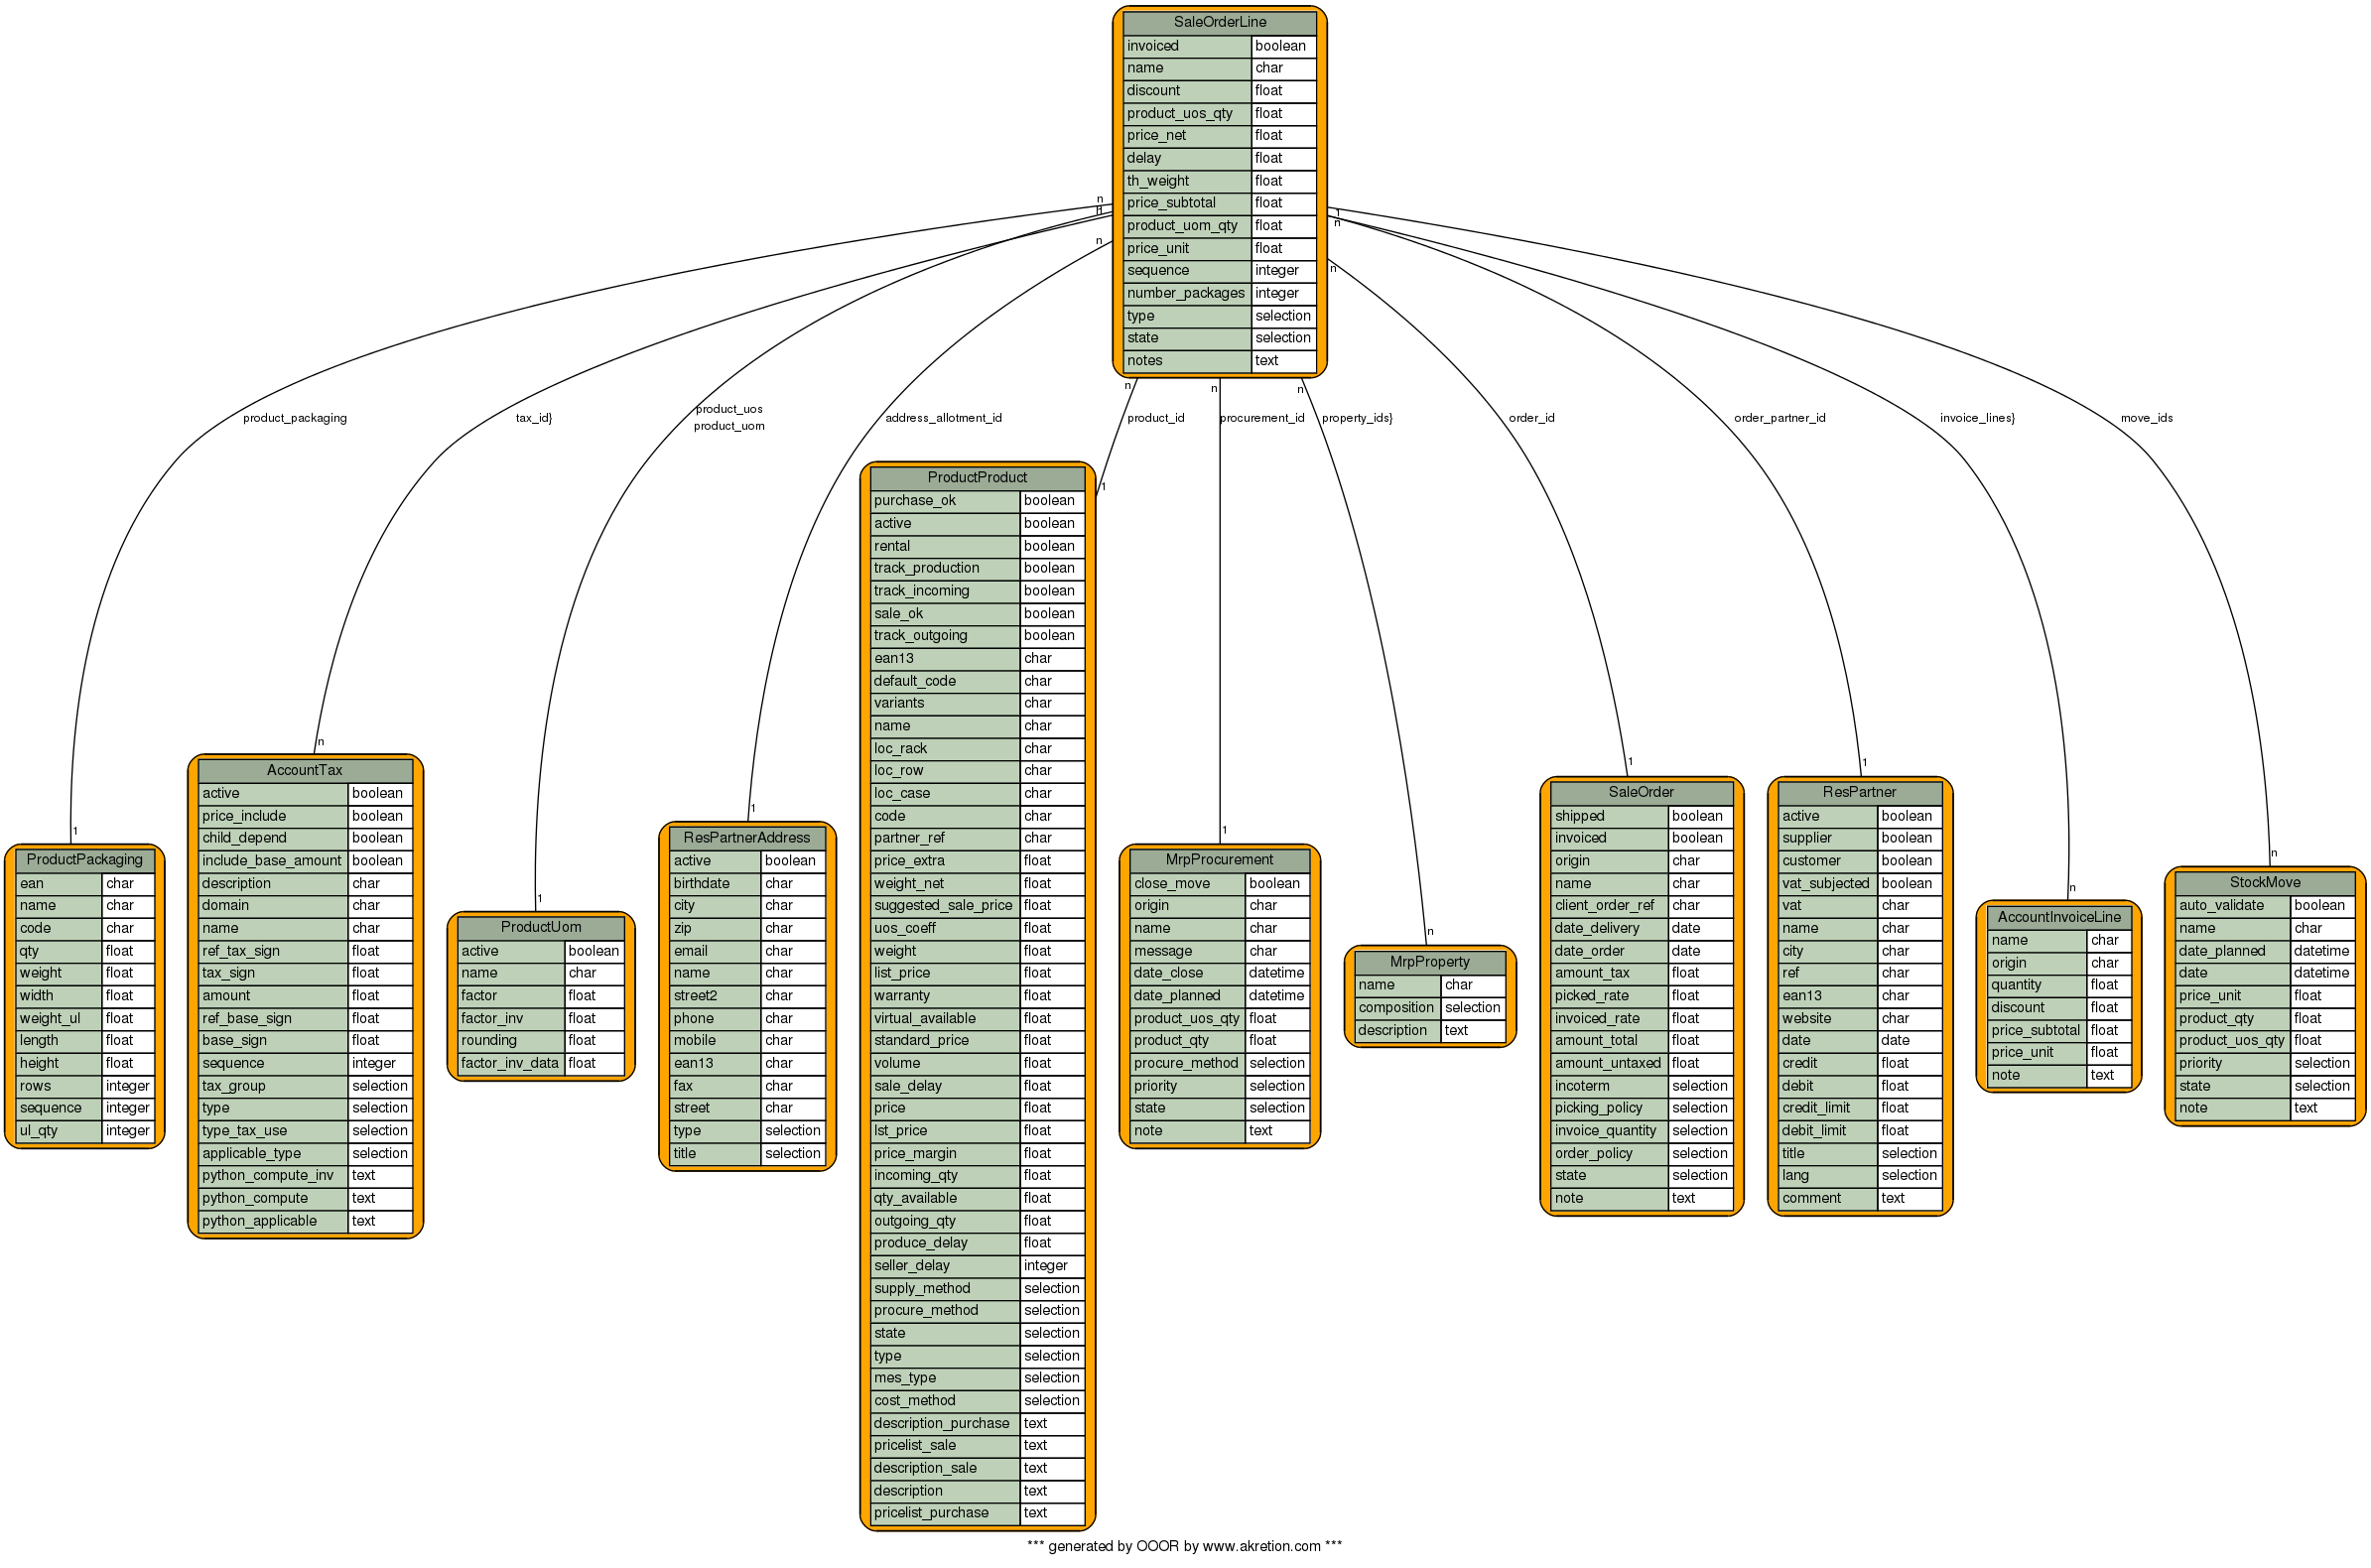 SaleOrderLine
invoiced boolean
name char
discount float
product_uos_qty float
price_net float
delay float
th_weight float
price_subtotal float
product_uom_qty float
price_unit float
sequence integer
number_packages integer
type selection
state selection
notes text
n
n
n
1
n
n
n
n
n
product_packaging
tax_id}
product_uos
product_uom
address_allotment_id
product_id
procurement_id
property_ids}
order_id
order_partner_id
invoice_lines}
move_ids
1
n
1
1
1
1
n
1
1
n
n
ProductPackaging
ean char
name char
code char
qty float
weight float
width float
weight_ul float
length float
height float
rows integer
sequence integer
ul_qty integer
AccountTax
active boolean
price_include boolean
child_depend boolean
include_base_amount boolean
description char
domain char
name char
ref_tax_sign float
tax_sign float
amount float
ref_base_sign float
base_sign float
sequence integer
tax_group selection
type selection
type_tax_use selection
applicable_type selection
python_compute_inv text
python_compute text
python_applicable text
ProductUom
active boolean
name char
factor float
factor_inv float
rounding float
factor_inv_data float
ResPartnerAddress
active boolean
birthdate char
city char
zip char
email char
name char
street2 char
phone char
mobile char
ean13 char
fax char
street char
type selection
title selection
ProductProduct
purchase_ok boolean
active boolean
rental boolean
track_production boolean
track_incoming boolean
sale_ok boolean
track_outgoing boolean
ean13 char
default_code char
variants char
name char
loc_rack char
loc_row char
loc_case char
code char
partner_ref char
price_extra float
weight_net float
suggested_sale_price float
uos_coeff float
weight float
list_price float
warranty float
virtual_available float
standard_price float
volume float
sale_delay float
price float
lst_price float
price_margin float
incoming_qty float
qty_available float
outgoing_qty float
produce_delay float
seller_delay integer
supply_method selection
procure_method selection
state selection
type selection
mes_type selection
cost_method selection
description_purchase text
pricelist_sale text
description_sale text
description text
pricelist_purchase text
MrpProcurement
close_move boolean
origin char
name char
message char
date_close datetime
date_planned datetime
product_uos_qty float
product_qty float
procure_method selection
priority selection
state selection
note text
MrpProperty
name char
composition selection
description text
SaleOrder
shipped boolean
invoiced boolean
origin char
name char
client_order_ref char
date_delivery date
date_order date
amount_tax float
picked_rate float
invoiced_rate float
amount_total float
amount_untaxed float
incoterm selection
picking_policy selection
invoice_quantity selection
order_policy selection
state selection
note text
ResPartner
active boolean
supplier boolean
customer boolean
vat_subjected boolean
vat char
name char
city char
ref char
ean13 char
website char
date date
credit float
debit float
credit_limit float
debit_limit float
title selection
lang selection
comment text
AccountInvoiceLine
name char
origin char
quantity float
discount float
price_subtotal float
price_unit float
note text
StockMove
auto_validate boolean
name char
date_planned datetime
date datetime
price_unit float
product_qty float
product_uos_qty float
priority selection
state selection
note text
*** generated by OOOR by www.akretion.com ***